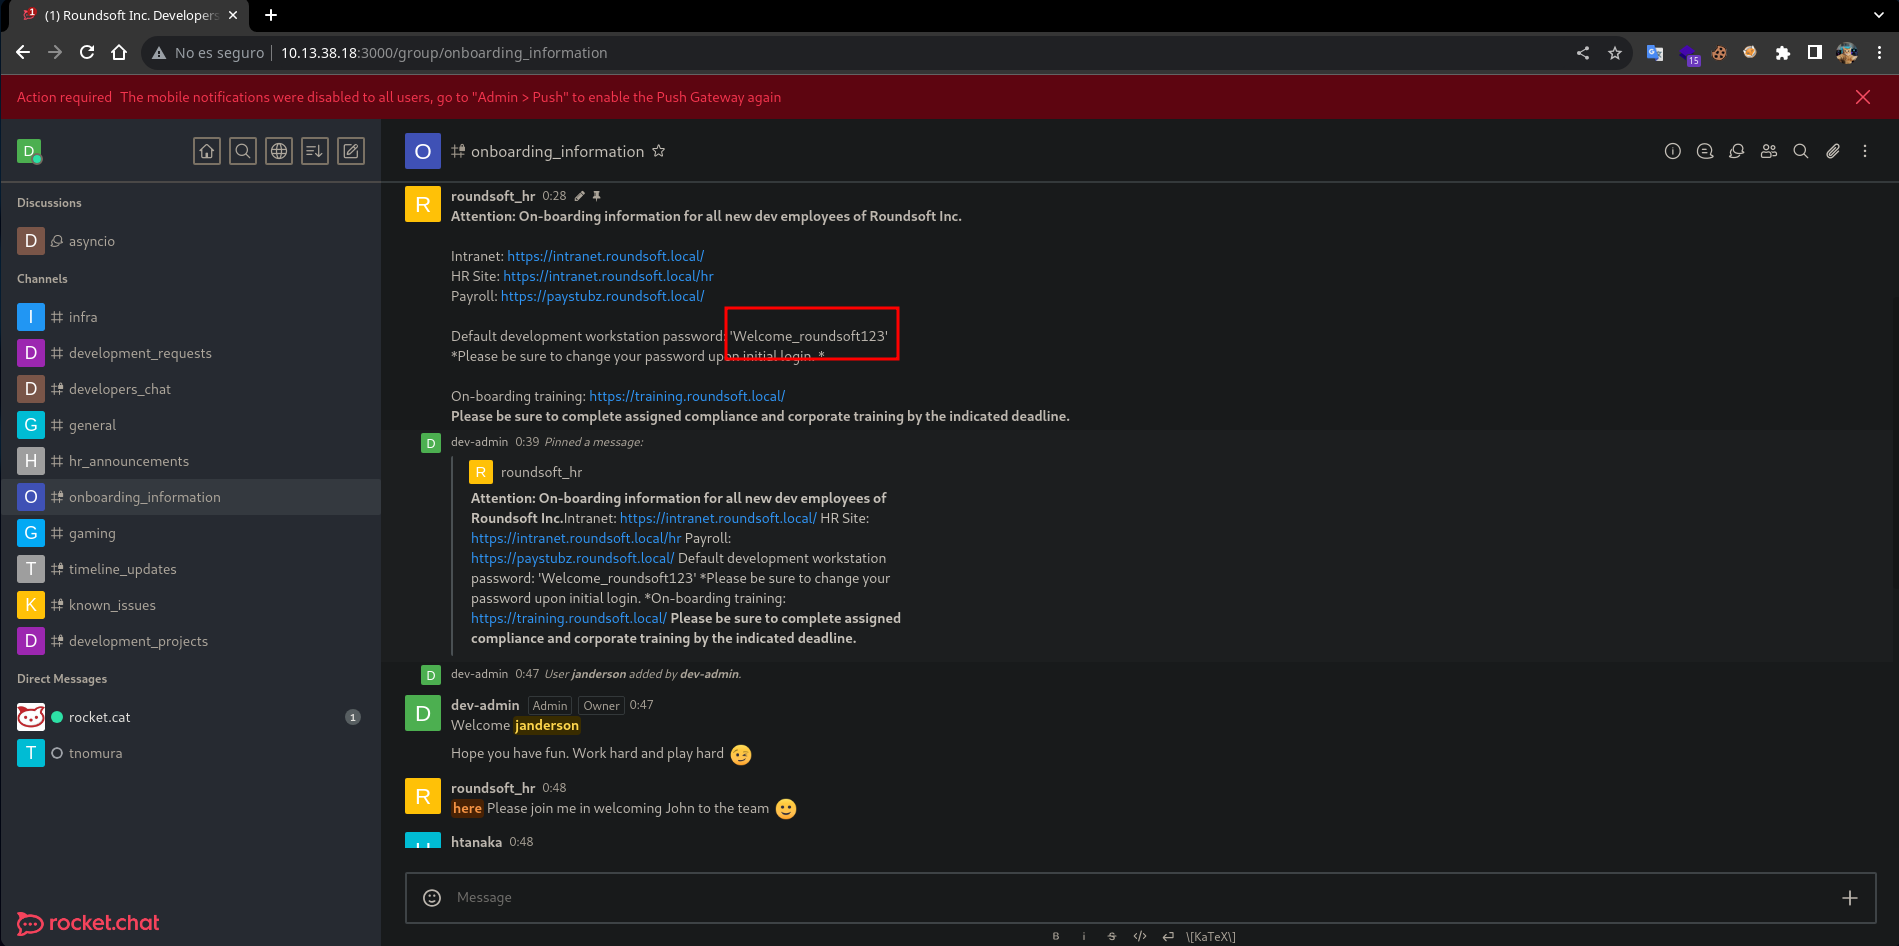 (1) Roundsoft Inc. Developers
No es seguro
10.13.38.18:3000/group/onboarding_information
15
Action required The mobile notifications were disabled to all users, go to "Admin > Push" to enable the Push Gateway again
D
Discussions
D asyncio
Channels
I infra
D development_requests
D developers_chat
G general
H hr_announcements
O onboarding_information
G gaming
T timeline_updates
K known_issues
D development_projects
Direct Messages
rocket.cat 1
T tnomura
rocket.chat
O onboarding_information
R roundsoft_hr 0:28
Attention: On-boarding information for all new dev employees of Roundsoft Inc.
Intranet: https://intranet.roundsoft.local/
HR Site: https://intranet.roundsoft.local/hr
Payroll: https://paystubz.roundsoft.local/
Default development workstation password: 'Welcome_roundsoft123'
*Please be sure to change your password upon initial login. *
On-boarding training: https://training.roundsoft.local/
Please be sure to complete assigned compliance and corporate training by the indicated deadline.
D dev-admin 0:39 Pinned a message:
R roundsoft_hr
Attention: On-boarding information for all new dev employees of
Roundsoft Inc.Intranet: https://intranet.roundsoft.local/ HR Site:
https://intranet.roundsoft.local/hr Payroll:
https://paystubz.roundsoft.local/ Default development workstation
password: 'Welcome_roundsoft123' *Please be sure to change your
password upon initial login. *On-boarding training:
https://training.roundsoft.local/ Please be sure to complete assigned
compliance and corporate training by the indicated deadline.
D dev-admin 0:47 User janderson added by dev-admin.
D dev-admin Admin Owner 0:47
Welcome janderson
Hope you have fun. Work hard and play hard
R roundsoft_hr 0:48
here Please join me in welcoming John to the team
H htanaka 0:48
Message
B i S </> \[KaTeX\]